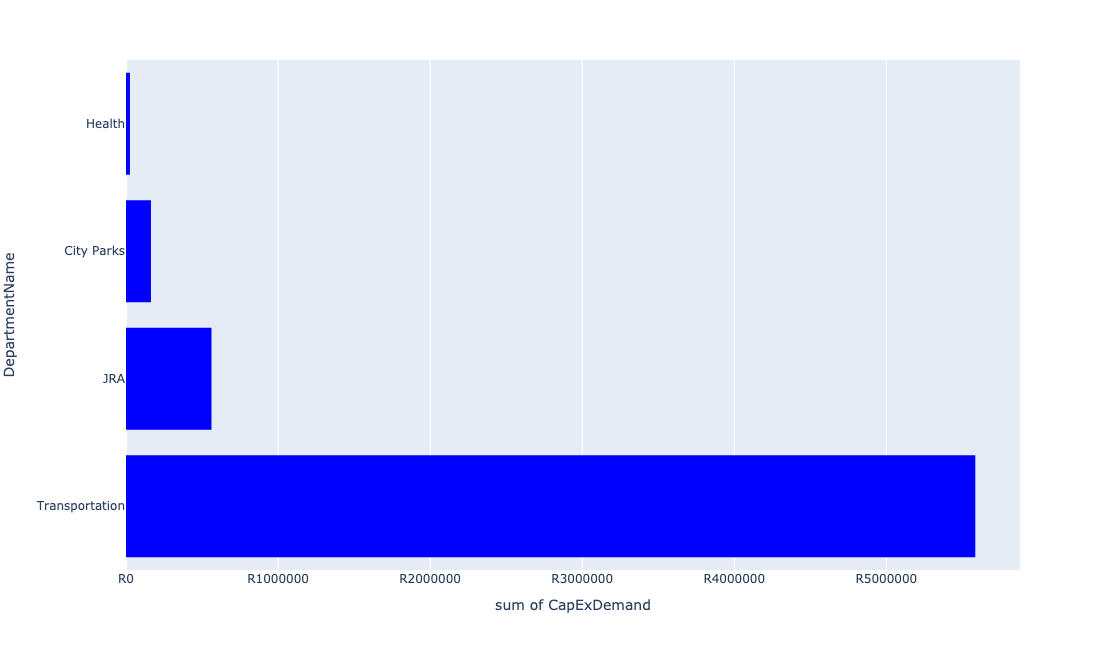 DepartmentName
Health
City Parks
JRA
Transportation
R0 R1000000 R2000000 R3000000 R4000000 R5000000
sum of CapExDemand